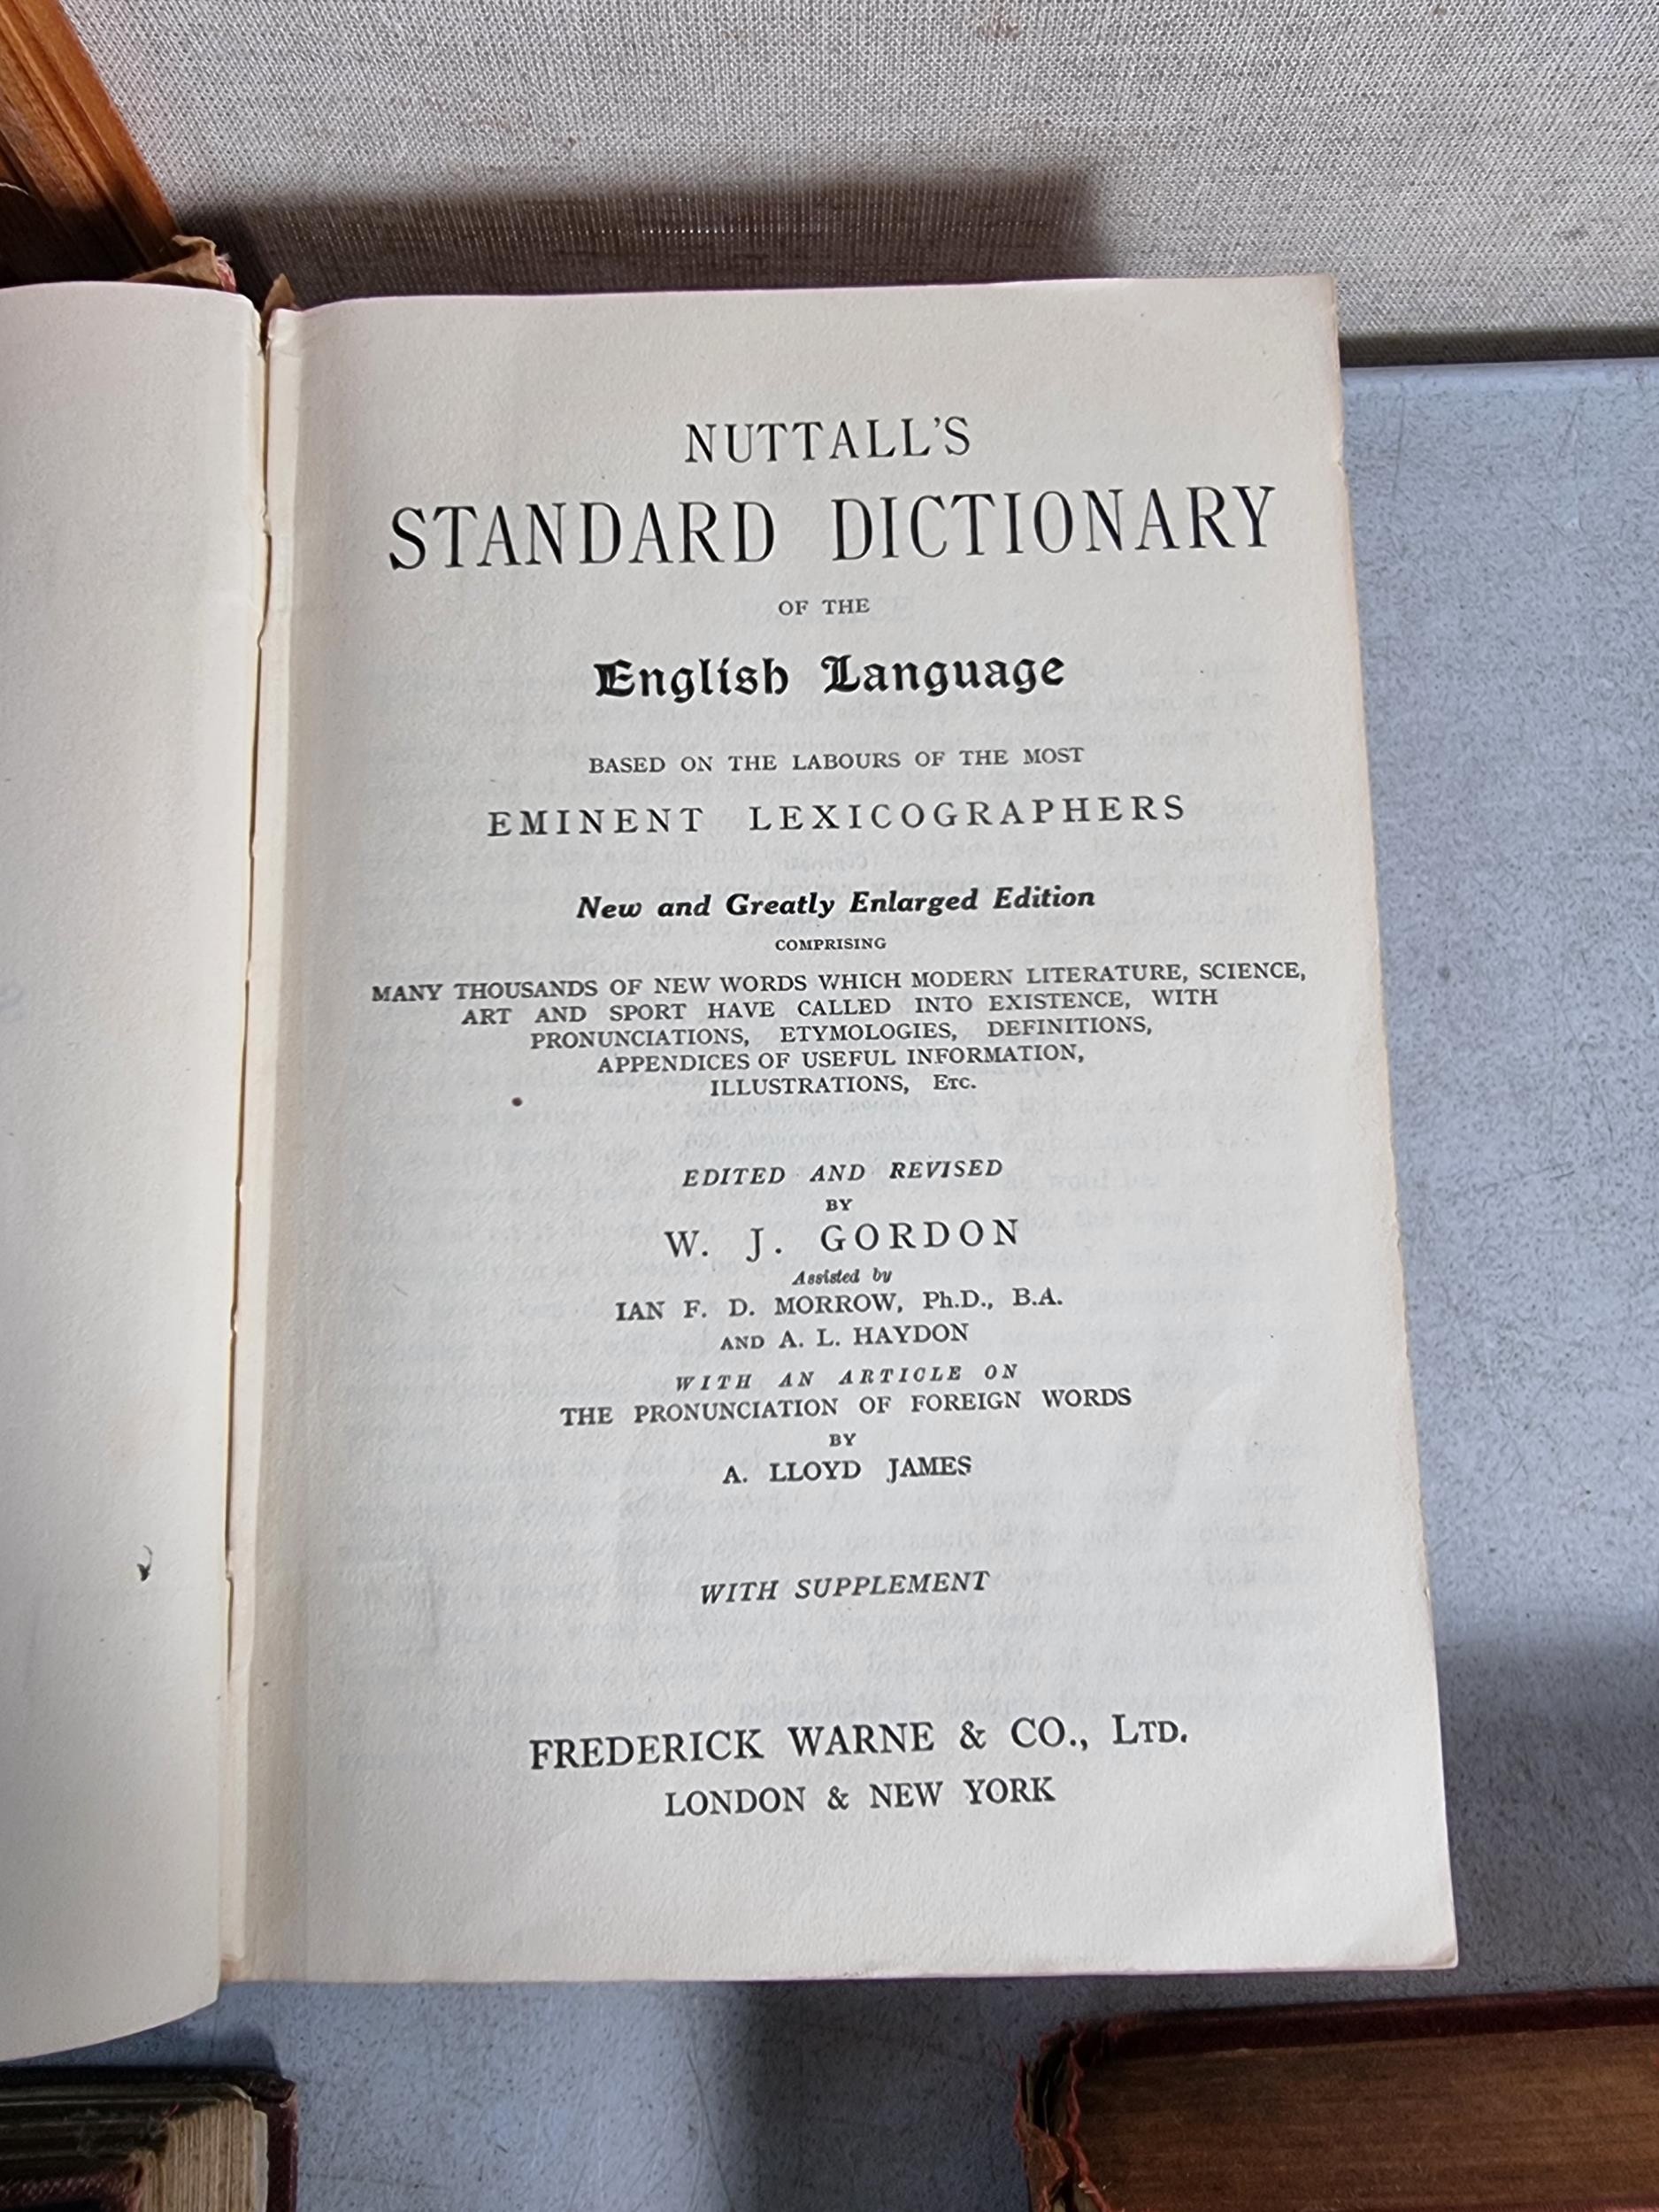 NUTTALL'S
STANDARD DICTIONARY
OF THE
English Language
BASED ON THE LABOURS OF THE MOST
EMINENT LEXICOGRAPHERS
New and Greatly Enlarged Edition
COMPRISING
MANY THOUSANDS OF NEW WORDS WHICH MODERN LITERATURE, SCIENCE,
ART AND SPORT HAVE CALLED INTO EXISTENCE, WITH
PRONUNCIATIONS, ETYMOLOGIES, DEFINITIONS,
APPENDICES OF USEFUL INFORMATION,
ILLUSTRATIONS, ETC.
EDITED AND REVISED
BY
W. J. GORDON
Assisted by
IAN F. D. MORROW, Ph.D., B.A.
AND A. L. HAYDON
WITH AN ARTICLE ON
THE PRONUNCIATION OF FOREIGN WORDS
BY
A. LLOYD JAMES
WITH SUPPLEMENT
FREDERICK WARNE & CO., LTD.
LONDON & NEW YORK